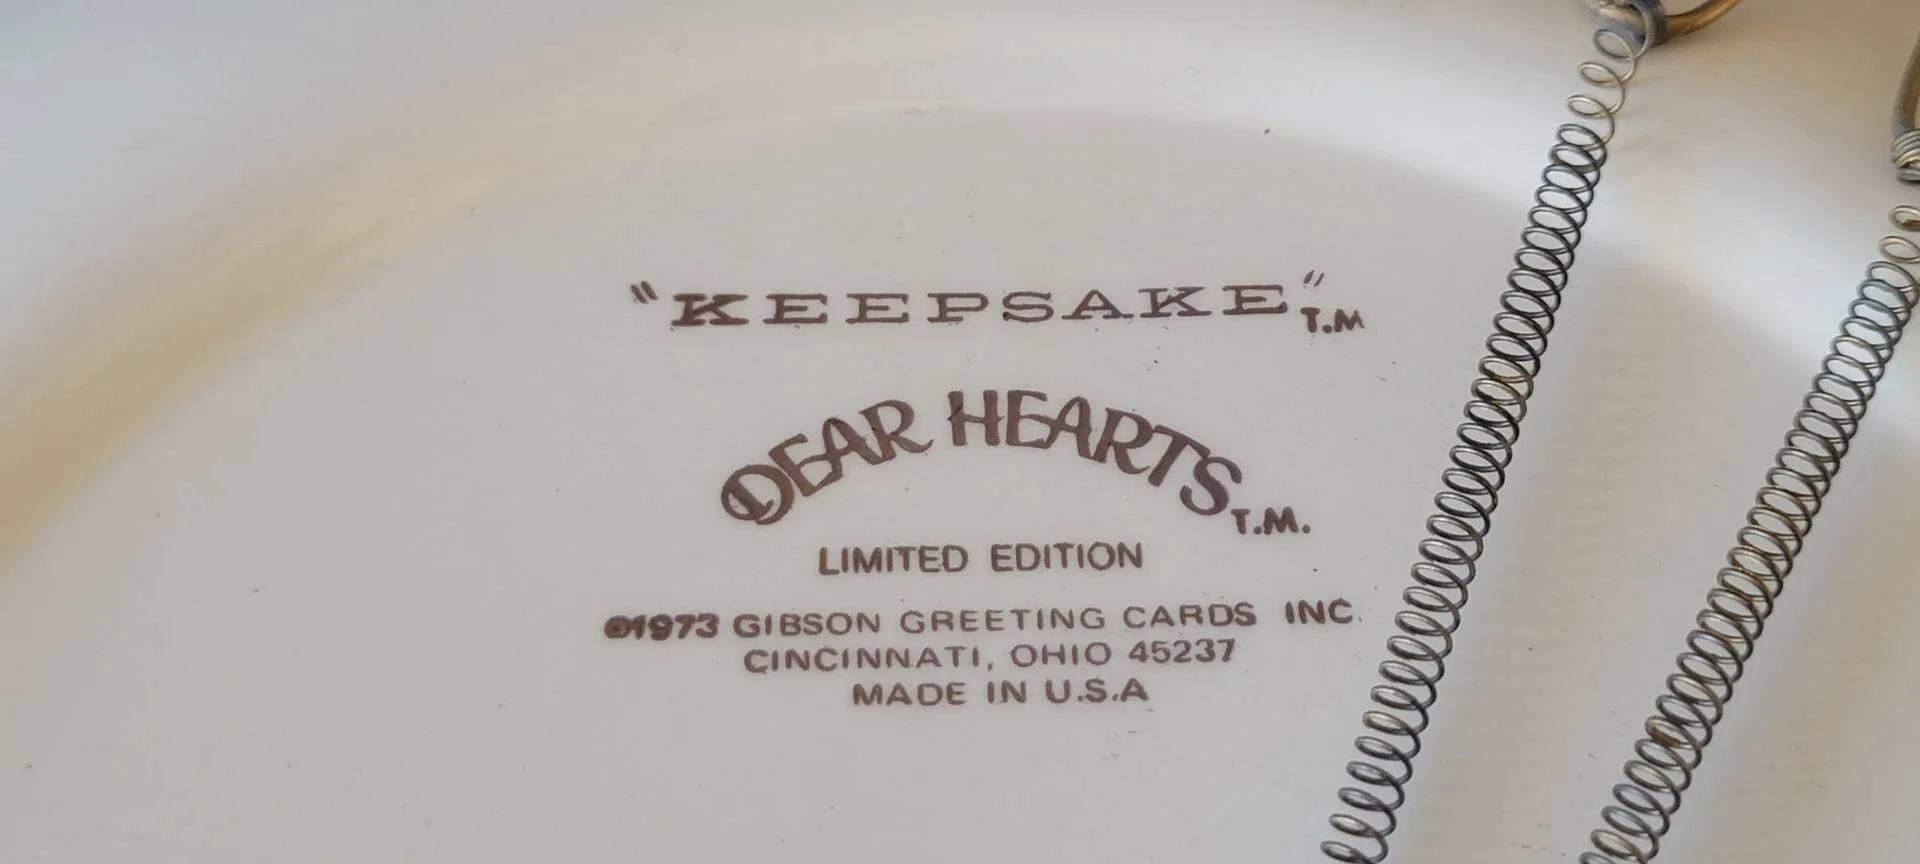 "KEEPSAKE" T.M
DEAR HEARTS T.M.
LIMITED EDITION
©1973 GIBSON GREETING CARDS INC.
CINCINNATI, OHIO 45237
MADE IN U.S.A